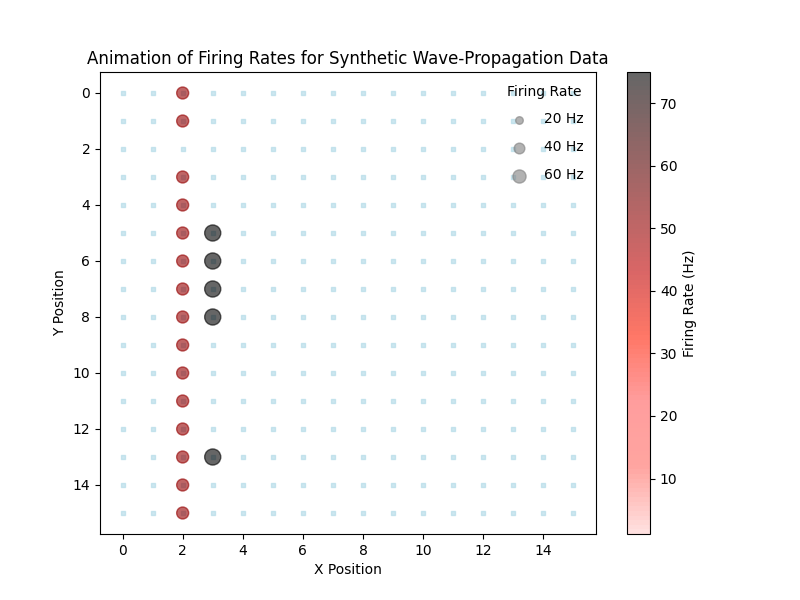 Animation of Firing Rates for Synthetic Wave-Propagation Data
Firing Rate
20 Hz
40 Hz
60 Hz
0
2
4
6
8
10
12
14
Y Position
0 2 4 6 8 10 12 14
X Position
70
60
50
40
30
20
10
Firing Rate (Hz)